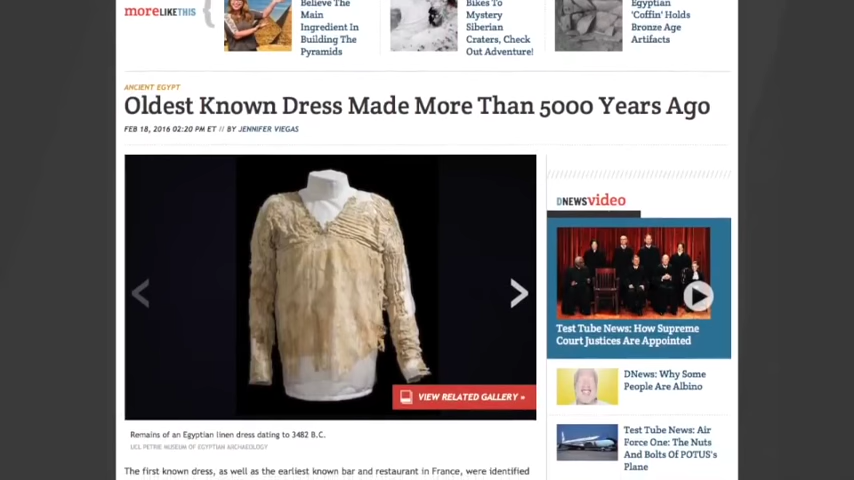 moreLIKETHIS
Believe The
Main
Ingredient In
Building The
Pyramids
Bikes To
Mystery
Siberian
Craters, Check
Out Adventure!
Egyptian
'Coffin' Holds
Bronze Age
Artifacts
ANCIENT EGYPT
Oldest Known Dress Made More Than 5000 Years Ago
FEB 18, 2016 02:20 PM ET // BY JENNIFER VIEGAS
VIEW RELATED GALLERY »
Remains of an Egyptian linen dress dating to 3482 B.C.
UCL PETRIE MUSEUM OF EGYPTIAN ARCHAEOLOGY
The first known dress, as well as the earliest known bar and restaurant in France, were identified
DNEWSvideo
Test Tube News: How Supreme
Court Justices Are Appointed
DNews: Why Some
People Are Albino
Test Tube News: Air
Force One: The Nuts
And Bolts Of POTUS's
Plane